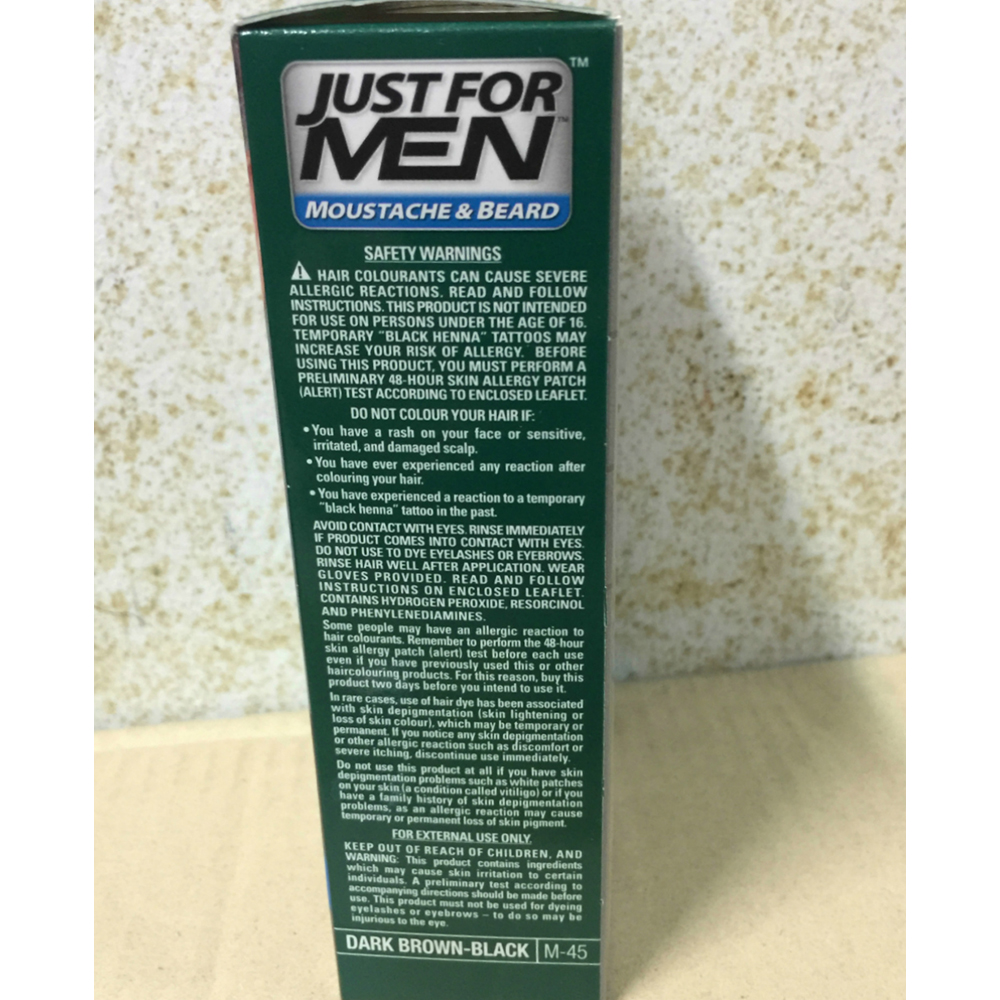 JUST FOR ™
MEN ™
MOUSTACHE & BEARD
SAFETY WARNINGS
HAIR COLOURANTS CAN CAUSE SEVERE
ALLERGIC REACTIONS. READ AND FOLLOW
INSTRUCTIONS. THIS PRODUCT IS NOT INTENDED
FOR USE ON PERSONS UNDER THE AGE OF 16.
TEMPORARY "BLACK HENNA" TATTOOS MAY
INCREASE YOUR RISK OF ALLERGY. BEFORE
USING THIS PRODUCT, YOU MUST PERFORM A
PRELIMINARY 48-HOUR SKIN ALLERGY PATCH
(ALERT) TEST ACCORDING TO ENCLOSED LEAFLET.
DO NOT COLOUR YOUR HAIR IF:
• You have a rash on your face or sensitive,
irritated, and damaged scalp.
• You have ever experienced any reaction after
colouring your hair.
• You have experienced a reaction to a temporary
"black henna" tattoo in the past.
AVOID CONTACT WITH EYES. RINSE IMMEDIATELY
IF PRODUCT COMES INTO CONTACT WITH EYES.
DO NOT USE TO DYE EYELASHES OR EYEBROWS.
RINSE HAIR WELL AFTER APPLICATION. WEAR
GLOVES PROVIDED. READ AND FOLLOW
INSTRUCTIONS ON ENCLOSED LEAFLET.
CONTAINS HYDROGEN PEROXIDE, RESORCINOL
AND PHENYLENEDIAMINES.
Some people may have an allergic reaction to
hair colourants. Remember to perform the 48-hour
skin allergy patch (alert) test before each use
even if you have previously used this or other
haircolouring products. For this reason, buy this
product two days before you intend to use it.
In rare cases, use of hair dye has been associated
with skin depigmentation (skin lightening or
loss of skin colour), which may be temporary or
permanent. If you notice any skin depigmentation
or other allergic reaction such as discomfort or
severe itching, discontinue use immediately.
Do not use this product at all if you have skin
depigmentation problems such as white patches
on your skin (a condition called vitiligo) or if you
have a family history of skin depigmentation
problems, as an allergic reaction may cause
temporary or permanent loss of skin pigment.
FOR EXTERNAL USE ONLY.
KEEP OUT OF REACH OF CHILDREN, AND
WARNING: This product contains ingredients
which may cause skin irritation to certain
individuals. A preliminary test according to
accompanying directions should be made before
use. This product must not be used for dyeing
eyelashes or eyebrows – to do so may be
injurious to the eye.
DARK BROWN-BLACK M-45